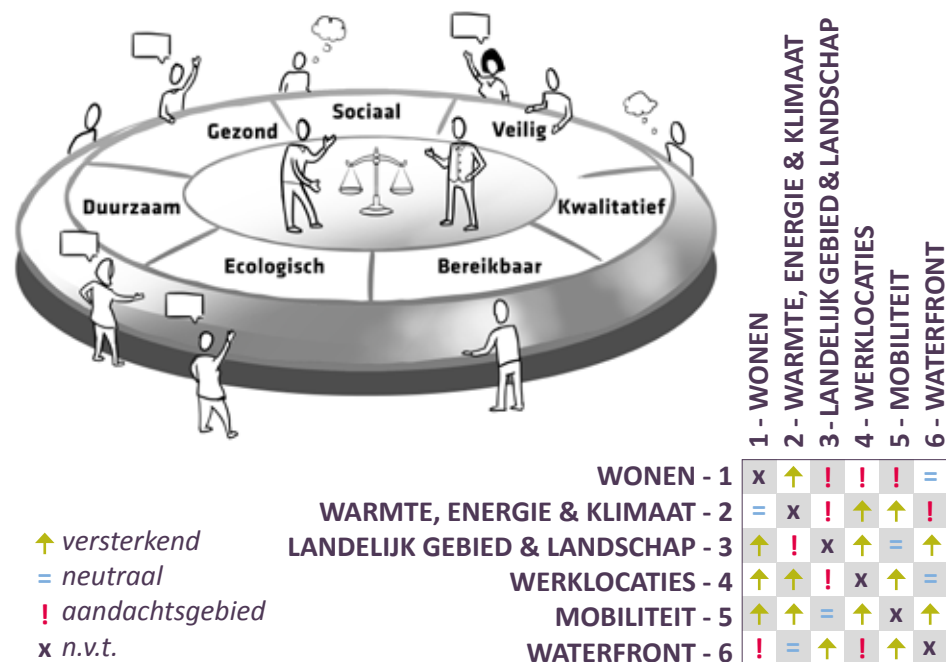 Sociaal
Gezond
Veilig
Duurzaam
Kwalitatief
Ecologisch
Bereikbaar
1 - WONEN
2 - WARMTE, ENERGIE & KLIMAAT
3 - LANDELIJK GEBIED & LANDSCHAP
4 - WERKLOCATIES
5 - MOBILITEIT
6 - WATERFRONT
WONEN - 1 x ↑ ! ! ! =
WARMTE, ENERGIE & KLIMAAT - 2 = x ! ↑ ↑ !
LANDELIJK GEBIED & LANDSCHAP - 3 ↑ ! x ↑ = ↑
WERKLOCATIES - 4 ↑ ↑ ! x ↑ =
MOBILITEIT - 5 ↑ ↑ = ↑ x ↑
WATERFRONT - 6 ! = ↑ ! ↑ x
↑ versterkend
= neutraal
! aandachtsgebied
x n.v.t.